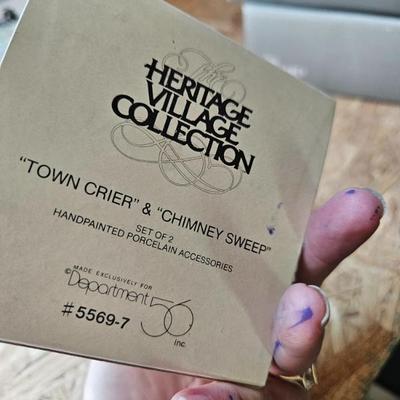 The
HERITAGE
VILLAGE
COLLECTION
"TOWN CRIER" & "CHIMNEY SWEEP"
SET OF 2
HANDPAINTED PORCELAIN ACCESSORIES
MADE EXCLUSIVELY FOR
©Department 56 inc.
#5569-7